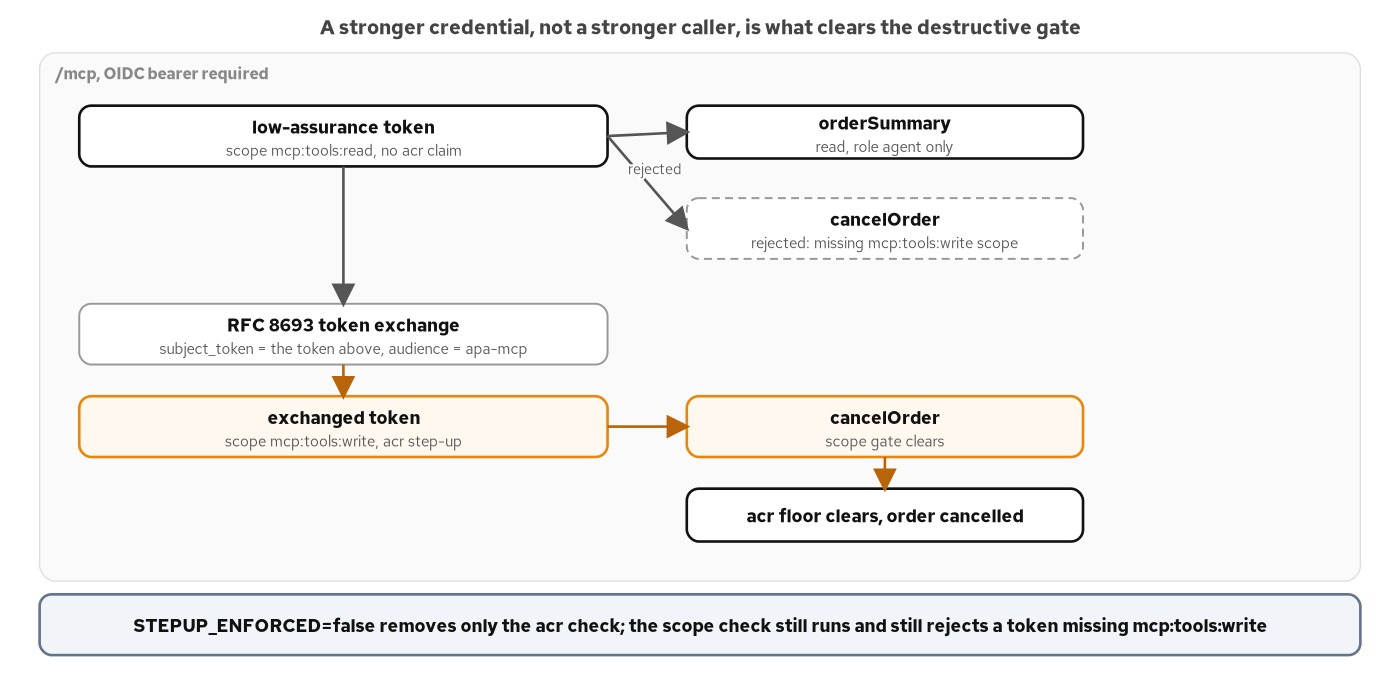 A stronger credential, not a stronger caller, is what clears the destructive gate
/mcp, OIDC bearer required
low-assurance token
scope mcp:tools:read, no acr claim
orderSummary
read, role agent only
rejected
cancelOrder
rejected: missing mcp:tools:write scope
RFC 8693 token exchange
subject_token = the token above, audience = apa-mcp
exchanged token
scope mcp:tools:write, acr step-up
cancelOrder
scope gate clears
acr floor clears, order cancelled
STEPUP_ENFORCED=false removes only the acr check; the scope check still runs and still rejects a token missing mcp:tools:write